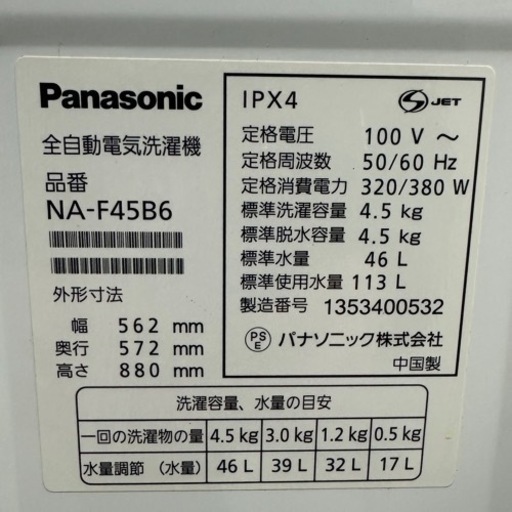 Panasonic
全自動電気洗濯機
品番
NA-F45B6
外形寸法
幅 562 mm
奥行 572 mm
高さ 880 mm
IPX4
S JET
定格電圧 100 V ～
定格周波数 50/60 Hz
定格消費電力 320/380 W
標準洗濯容量 4.5 kg
標準脱水容量 4.5 kg
標準水量 46 L
標準使用水量 113 L
製造番号 1353400532
PS E パナソニック株式会社
中国製
洗濯容量、水量の目安
一回の洗濯物の量 4.5 kg 3.0 kg 1.2 kg 0.5 kg
水量調節（水量） 46 L 39 L 32 L 17 L